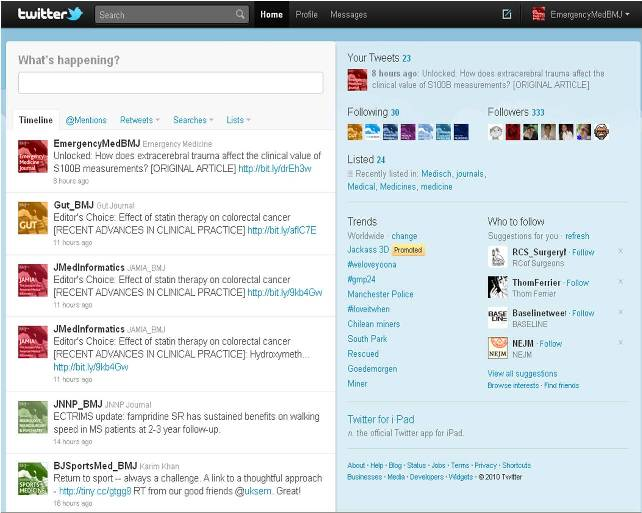 twitter
Search
Home
Profile
Messages
EmergencyMedBMJ
What's happening?
Timeline
@Mentions
Retweets
Searches
Lists
EmergencyMedBMJ Emergency Medicine
Unlocked: How does extracerebral trauma affect the clinical value of
S100B measurements? [ORIGINAL ARTICLE] http://bit.ly/drEh3w
8 hours ago
Gut_BMJ Gut Journal
Editor's Choice: Effect of statin therapy on colorectal cancer
[RECENT ADVANCES IN CLINICAL PRACTICE] http://bit.ly/aflC7E
11 hours ago
JMedInformatics JAMIA_BMJ
Editor's Choice: Effect of statin therapy on colorectal cancer
[RECENT ADVANCES IN CLINICAL PRACTICE] http://bit.ly/9kb4Gw
11 hours ago
JMedInformatics JAMIA_BMJ
Editor's Choice: Effect of statin therapy on colorectal cancer
[RECENT ADVANCES IN CLINICAL PRACTICE]: Hydroxymeth...
http://bit.ly/9kb4Gw
11 hours ago
JNNP_BMJ JNNP Journal
ECTRIMS update: fampridine SR has sustained benefits on walking
speed in MS patients at 2-3 year follow-up.
14 hours ago
BJSportsMed_BMJ Karim Khan
Return to sport -- always a challenge. A link to a thoughtful approach
- http://tiny.cc/gtgg9 RT from our good friends @uksem. Great!
16 hours ago
Your Tweets 23
8 hours ago: Unlocked: How does extracerebral trauma affect the
clinical value of S100B measurements? [ORIGINAL ARTICLE]
Following 30
Followers 333
Listed 24
Recently listed in: Medisch, journals,
Medical, Medicines, medicine
Trends
Worldwide · change
Jackass 3D Promoted
#weloveyoona
#gmp24
Manchester Police
#iloveitwhen
Chilean miners
South Park
Rescued
Goedemorgen
Miner
Who to follow
Suggestions for you · refresh
RCS_Surgery! · Follow
RC of Surgeons
ThomFerrier · Follow
Thom Ferrier
Baselinetweet · Follow
BASELINE
NEJM · Follow
NEJM
View all suggestions
Browse interests · Find friends
Twitter for iPad
n. the official Twitter app for iPad.
About · Help · Blog · Status · Jobs · Terms · Privacy · Shortcuts
Businesses · Media · Developers · Widgets · © 2010 Twitter